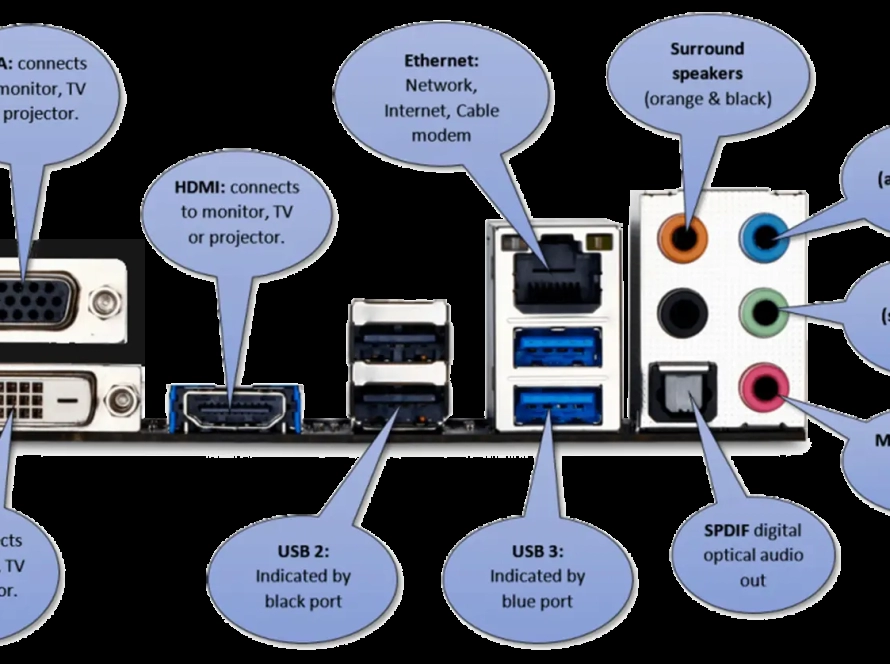 A: connects
monitor, TV
projector.
HDMI: connects
to monitor, TV
or projector.
Ethernet:
Network,
Internet, Cable
modem
Surround
speakers
(orange & black)
(a
(s
M
cts
, TV
or.
USB 2:
Indicated by
black port
USB 3:
Indicated by
blue port
SPDIF digital
optical audio
out